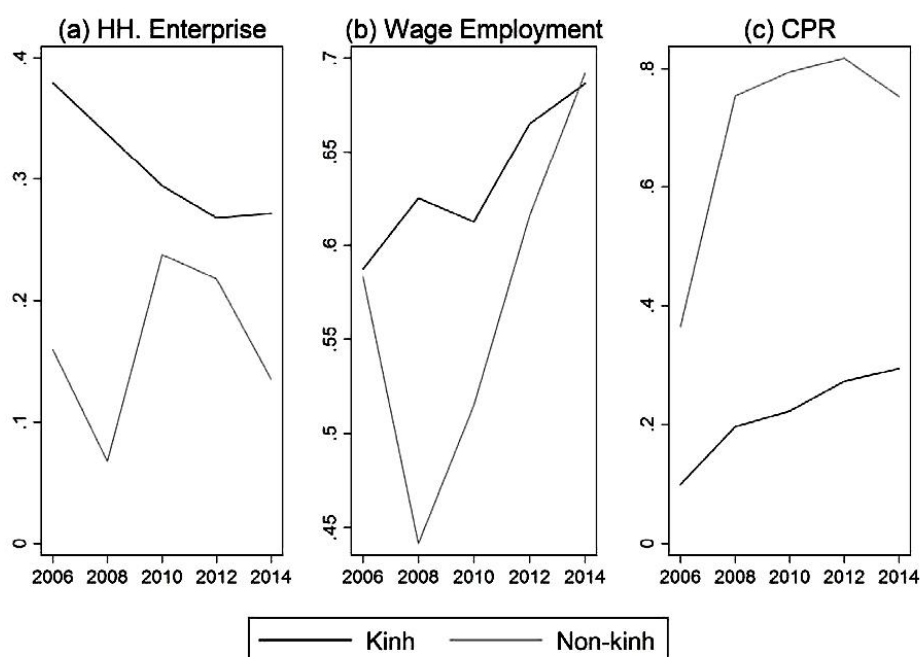 (a) HH. Enterprise
(b) Wage Employment
(c) CPR
.4
.3
.2
.1
0
2006 2008 2010 2012 2014
.7
.65
.6
.55
.5
.45
2006 2008 2010 2012 2014
.8
.6
.4
.2
0
2006 2008 2010 2012 2014
Kinh Non-kinh